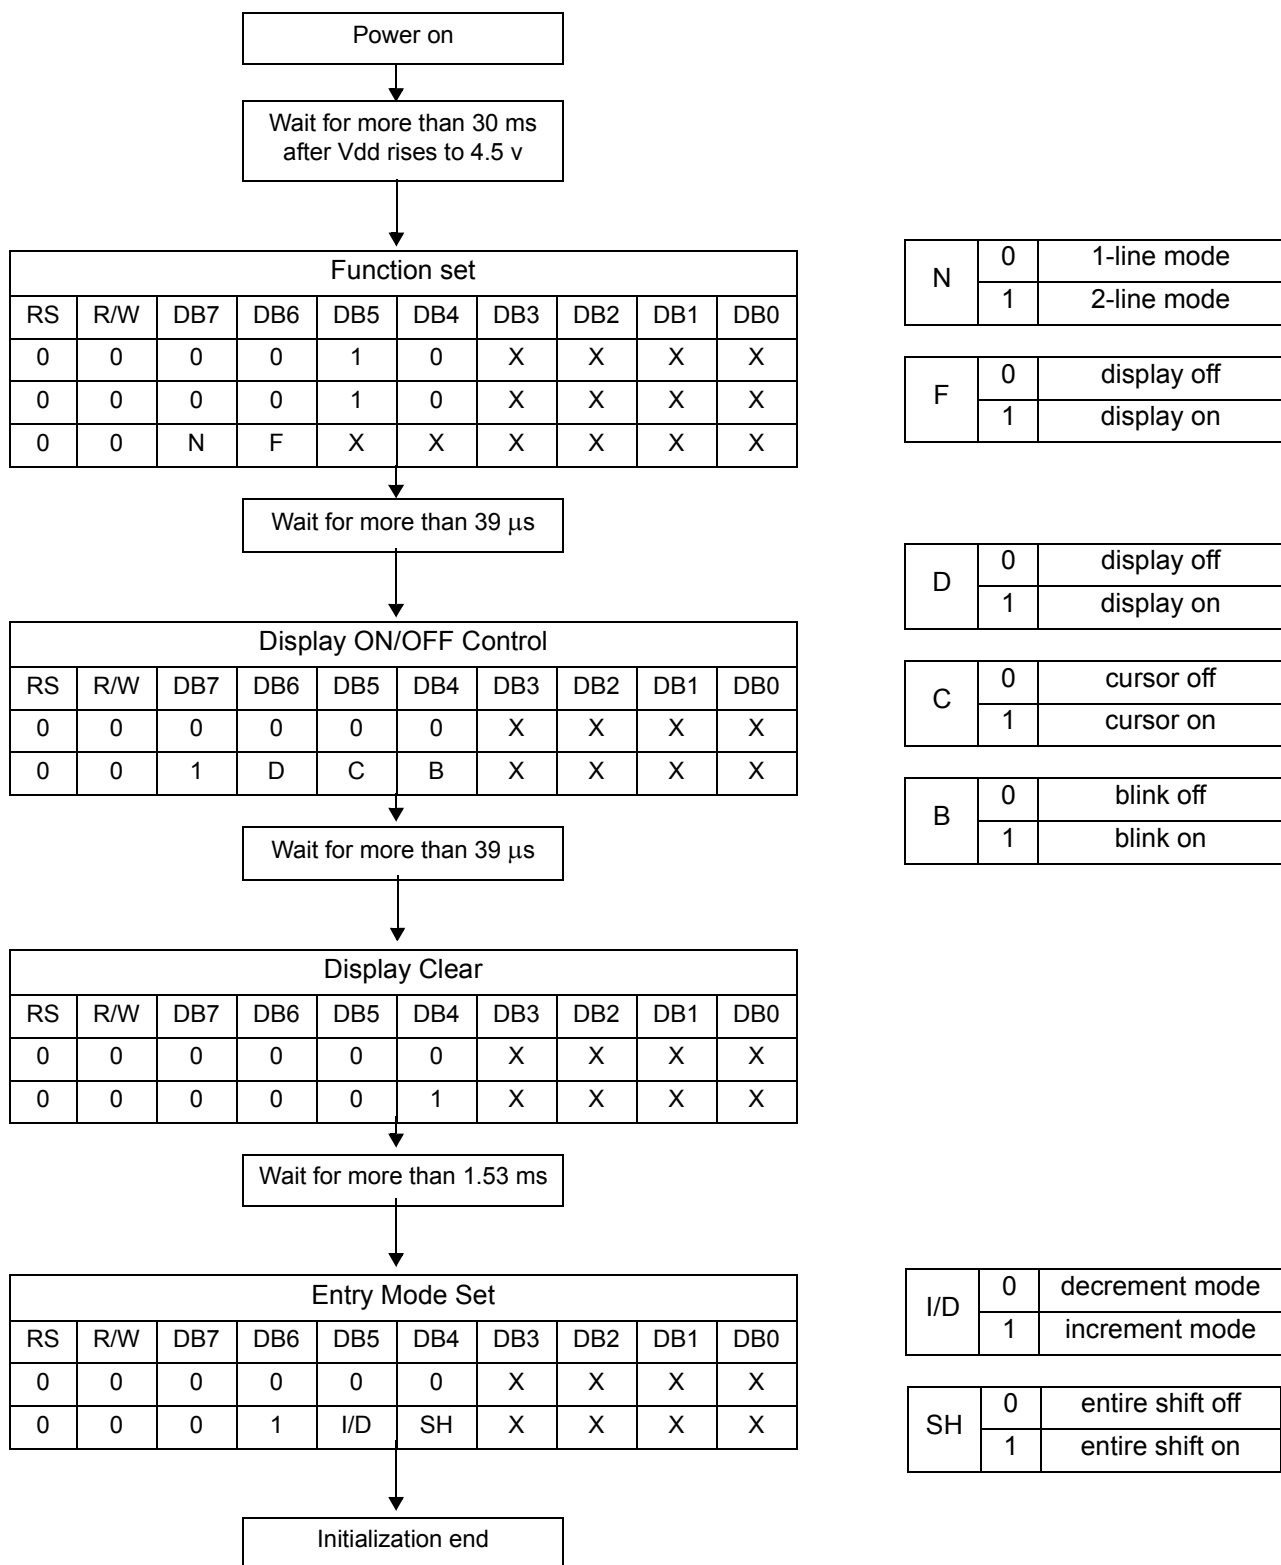 Power on
Wait for more than 30 ms
after Vdd rises to 4.5 v
Function set
RS R/W DB7 DB6 DB5 DB4 DB3 DB2 DB1 DB0
0 0 0 0 1 0 X X X X
0 0 0 0 1 0 X X X X
0 0 N F X X X X X X
N 0 1-line mode
1 2-line mode
F 0 display off
1 display on
Wait for more than 39 μs
Display ON/OFF Control
RS R/W DB7 DB6 DB5 DB4 DB3 DB2 DB1 DB0
0 0 0 0 0 0 X X X X
0 0 1 D C B X X X X
D 0 display off
1 display on
C 0 cursor off
1 cursor on
B 0 blink off
1 blink on
Wait for more than 39 μs
Display Clear
RS R/W DB7 DB6 DB5 DB4 DB3 DB2 DB1 DB0
0 0 0 0 0 0 X X X X
0 0 0 0 0 1 X X X X
Wait for more than 1.53 ms
Entry Mode Set
RS R/W DB7 DB6 DB5 DB4 DB3 DB2 DB1 DB0
0 0 0 0 0 0 X X X X
0 0 0 1 I/D SH X X X X
I/D 0 decrement mode
1 increment mode
SH 0 entire shift off
1 entire shift on
Initialization end